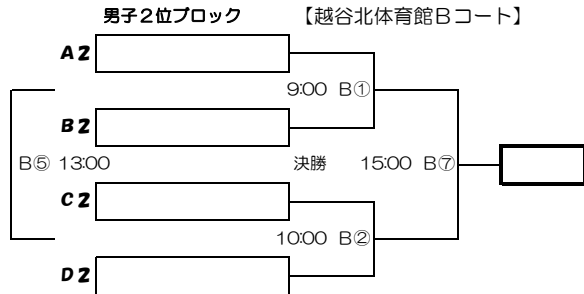 男子２位ブロック 【越谷北体育館Ｂコート】
A2
9:00 B①
B2
B⑤ 13:00 決勝 15:00 B⑦
C2
10:00 B②
D2